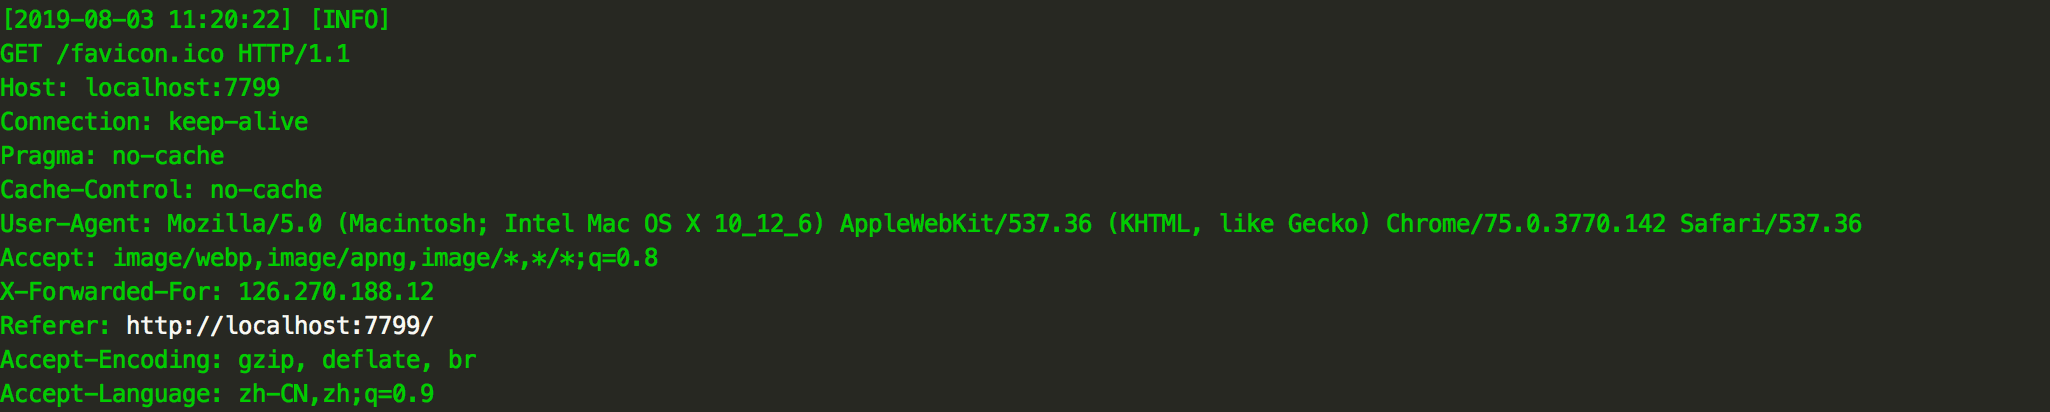 [2019-08-03 11:20:22] [INFO]
GET /favicon.ico HTTP/1.1
Host: localhost:7799
Connection: keep-alive
Pragma: no-cache
Cache-Control: no-cache
User-Agent: Mozilla/5.0 (Macintosh; Intel Mac OS X 10_12_6) AppleWebKit/537.36 (KHTML, like Gecko) Chrome/75.0.3770.142 Safari/537.36
Accept: image/webp,image/apng,image/*,*/*;q=0.8
X-Forwarded-For: 126.270.188.12
Referer: http://localhost:7799/
Accept-Encoding: gzip, deflate, br
Accept-Language: zh-CN,zh;q=0.9